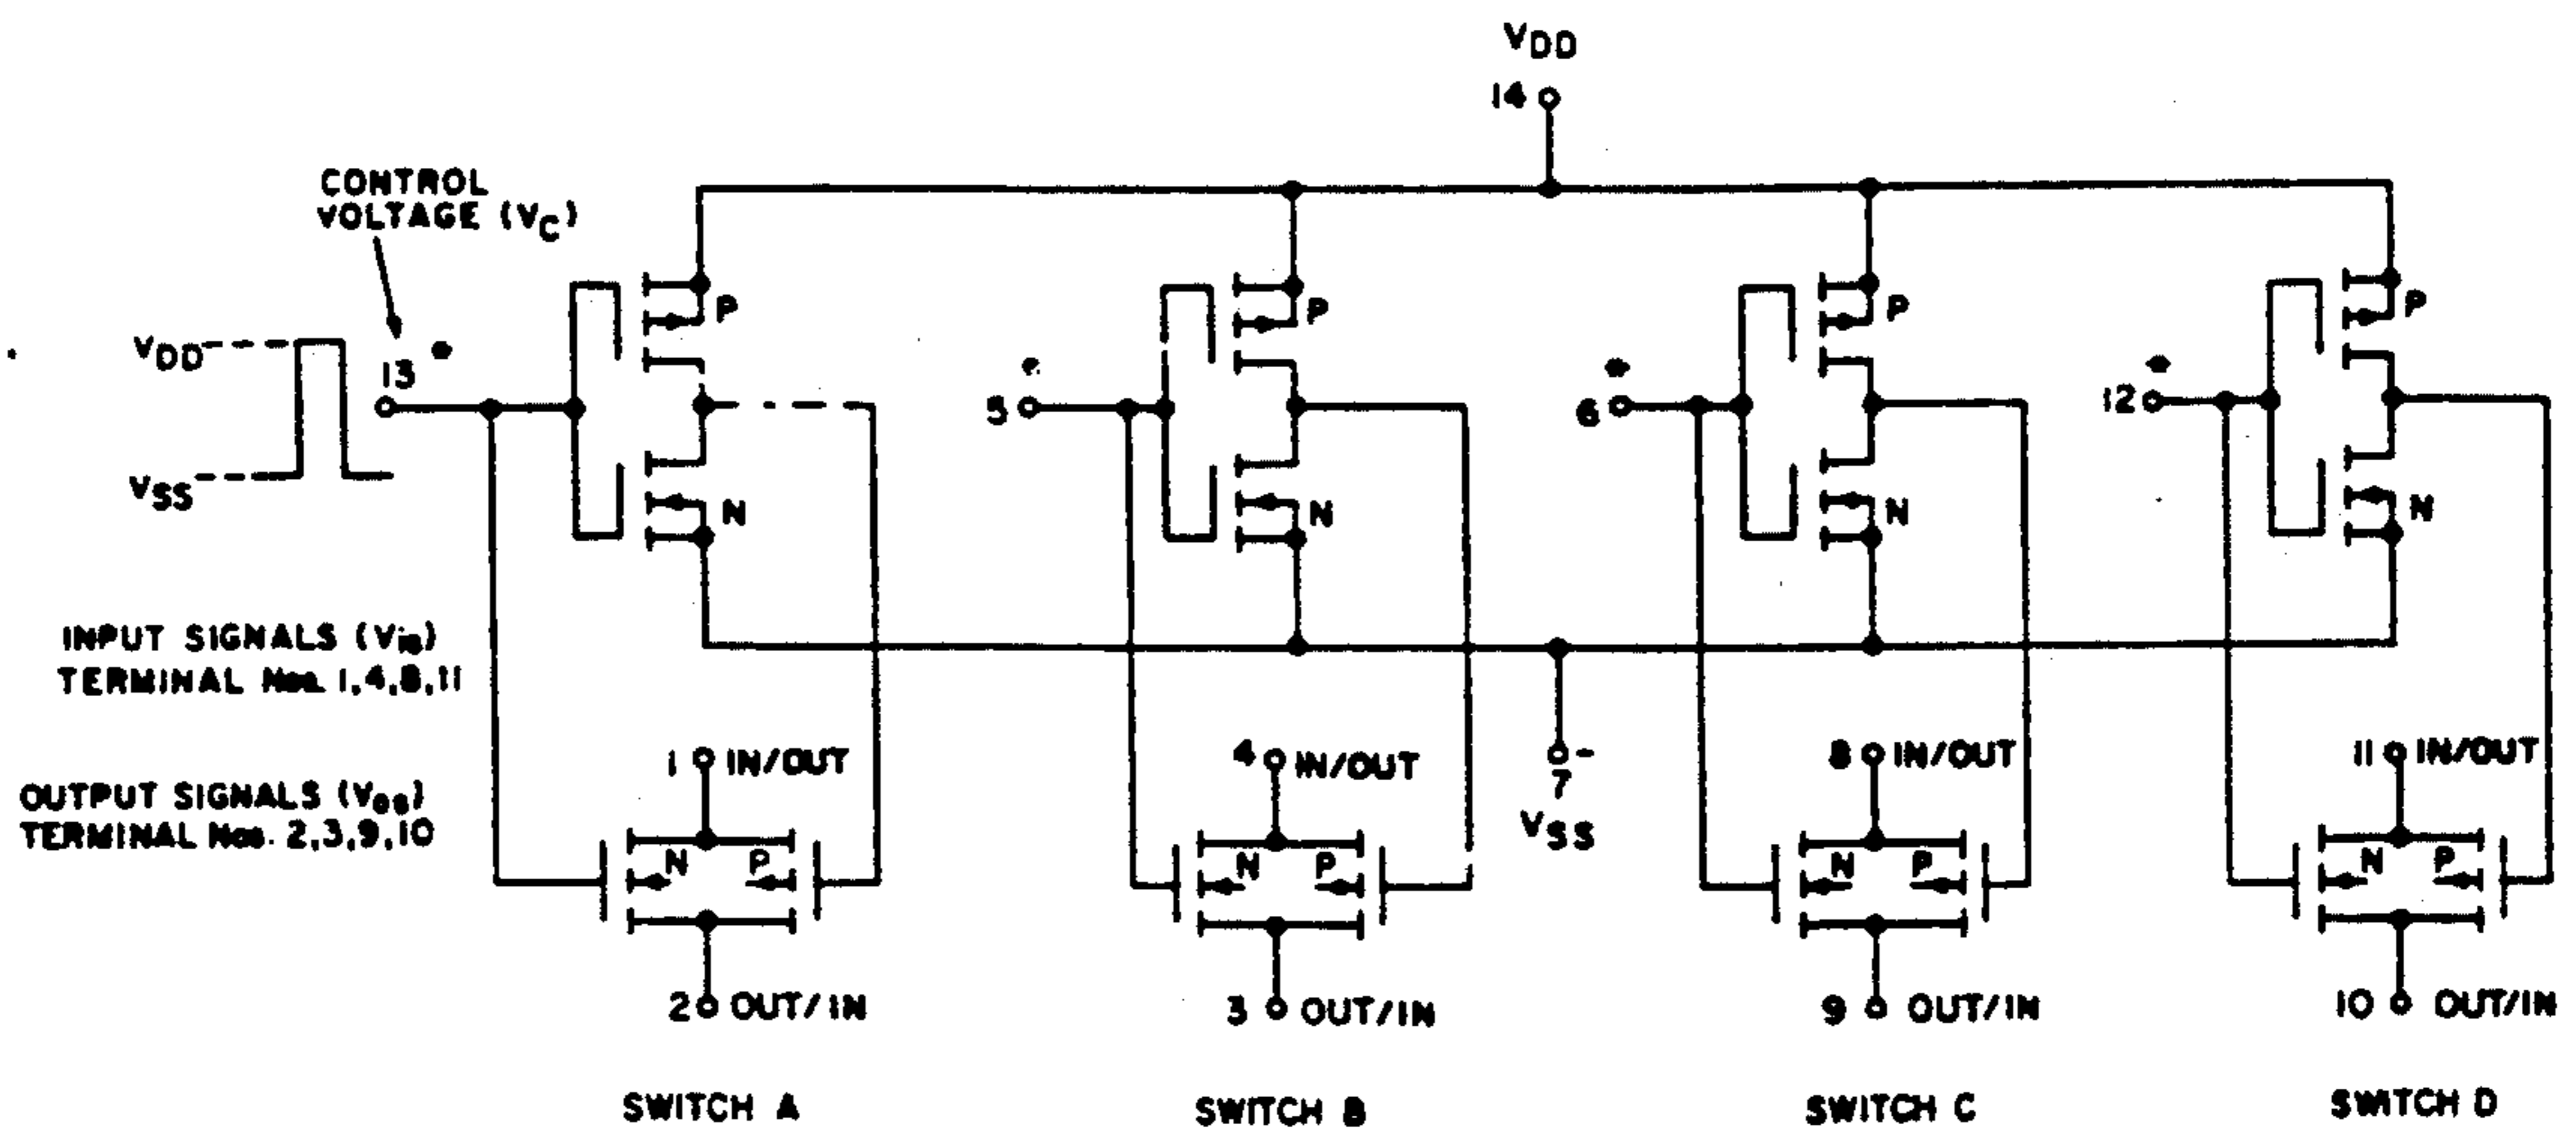 VDD
14
CONTROL
VOLTAGE (VC)
VDD
13 *
VSS
P
N
5 *
P
N
6 *
P
N
12 *
P
N
INPUT SIGNALS (Vis)
TERMINAL Nos. 1,4,8,11
OUTPUT SIGNALS (Vos)
TERMINAL Nos. 2,3,9,10
1 IN/OUT
4 IN/OUT
7
VSS
8 IN/OUT
11 IN/OUT
N P
N P
N P
N P
2 OUT/IN
3 OUT/IN
9 OUT/IN
10 OUT/IN
SWITCH A
SWITCH B
SWITCH C
SWITCH D